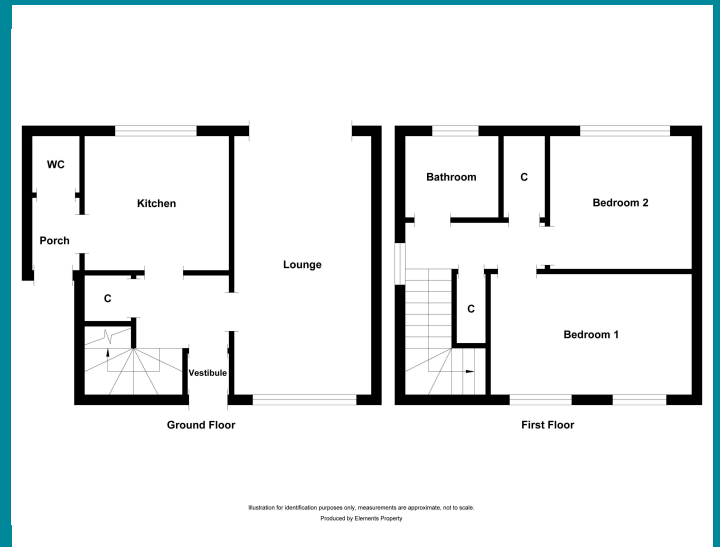 WC
Kitchen
Porch
C
Lounge
Vestibule
Ground Floor
Bathroom
C
Bedroom 2
C
Bedroom 1
First Floor
Illustration for identification purposes only, measurements are approximate, not to scale.
Produced by Elements Property